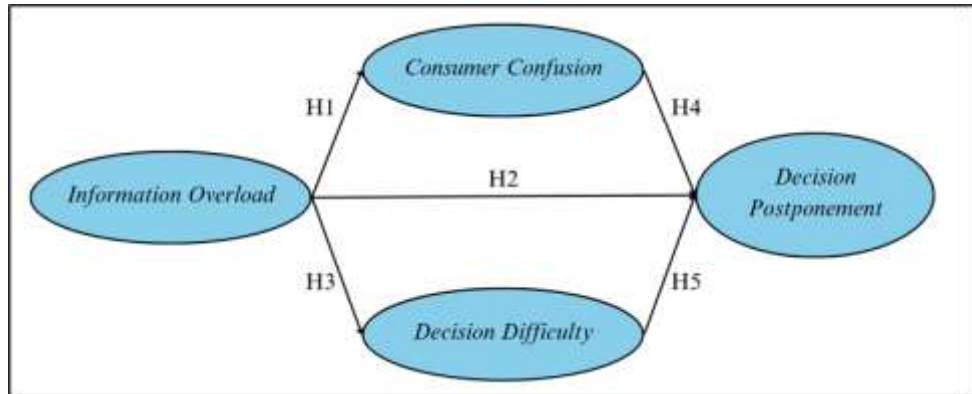 Consumer Confusion
H1
H4
H2
Information Overload
Decision
Postponement
H3
H5
Decision Difficulty